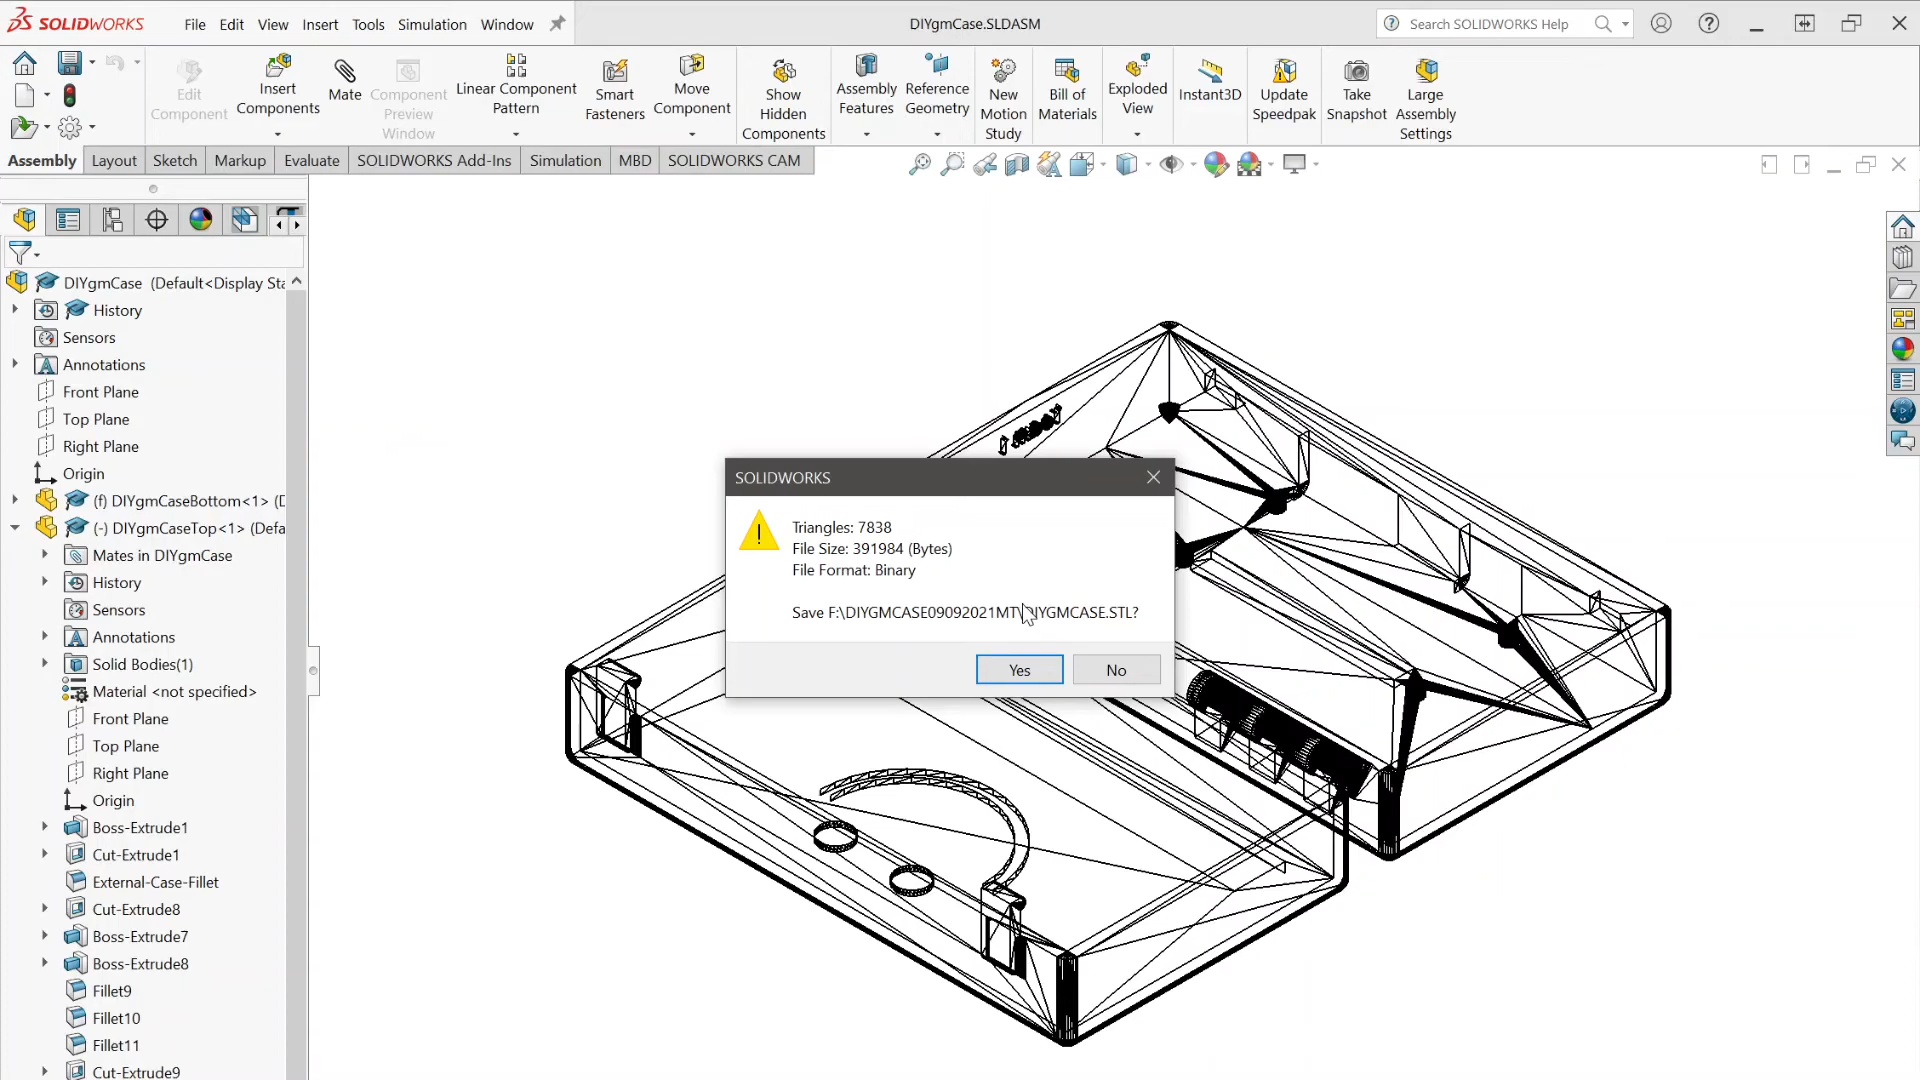 SOLIDWORKS
File Edit View Insert Tools Simulation Window
DIYgmCase.SLDASM
Search SOLIDWORKS Help
Edit Component
Insert Components
Mate
Component Preview Window
Linear Component Pattern
Smart Fasteners
Move Component
Show Hidden Components
Assembly Features
Reference Geometry
New Motion Study
Bill of Materials
Exploded View
Instant3D
Update Speedpak
Take Snapshot
Large Assembly Settings
Assembly Layout Sketch Markup Evaluate SOLIDWORKS Add-Ins Simulation MBD SOLIDWORKS CAM
DIYgmCase (Default<Display Sta
History
Sensors
Annotations
Front Plane
Top Plane
Right Plane
Origin
(f) DIYgmCaseBottom<1> (D
(-) DIYgmCaseTop<1> (Defa
Mates in DIYgmCase
History
Sensors
Annotations
Solid Bodies(1)
Material <not specified>
Front Plane
Top Plane
Right Plane
Origin
Boss-Extrude1
Cut-Extrude1
External-Case-Fillet
Cut-Extrude8
Boss-Extrude7
Boss-Extrude8
Fillet9
Fillet10
Fillet11
Cut-Extrude9
SOLIDWORKS
Triangles: 7838
File Size: 391984 (Bytes)
File Format: Binary
Save F:\DIYGMCASE09092021MT\DIYGMCASE.STL?
Yes No